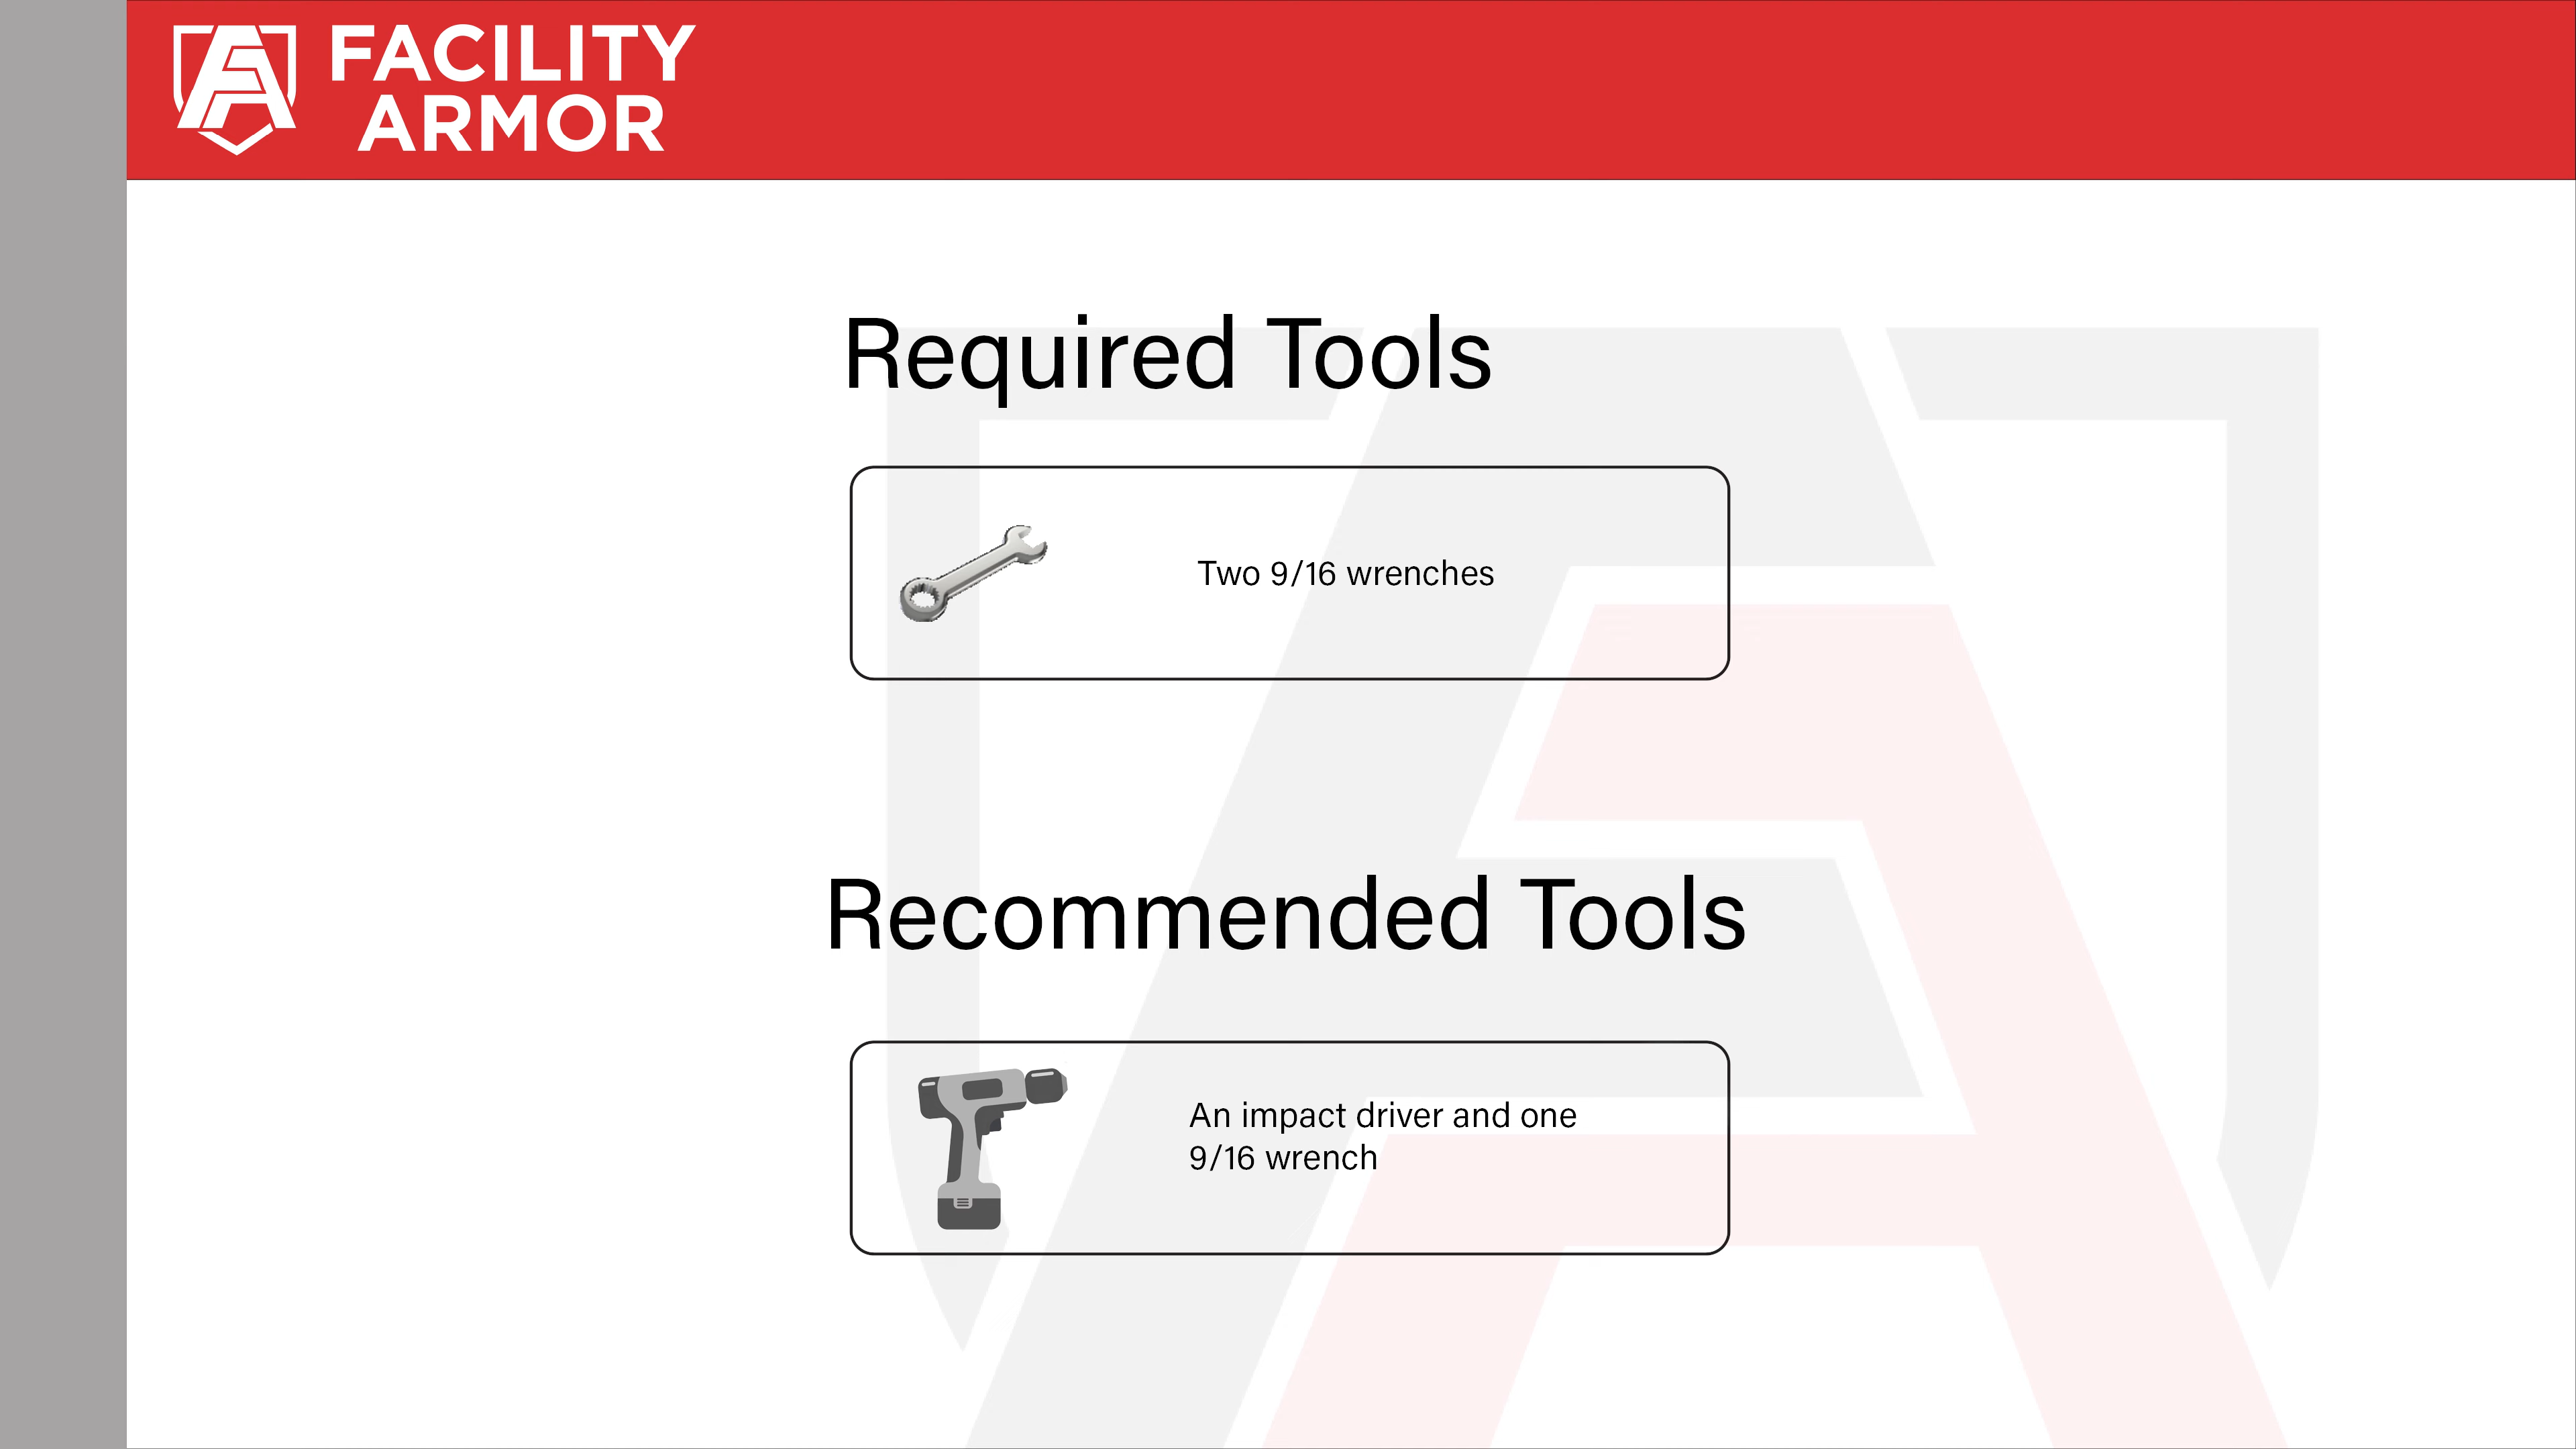 FACILITY
ARMOR
Required Tools
Two 9/16 wrenches
Recommended Tools
An impact driver and one
9/16 wrench